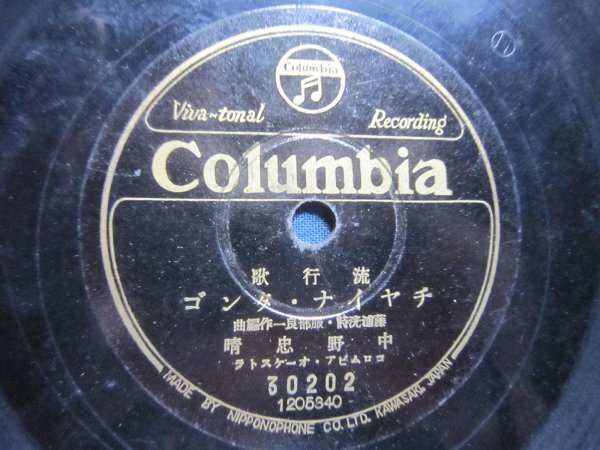 Columbia
Viva-tonal Recording
Columbia
流行歌
チヤイナ・タンゴ
藤浦洸詩・服部良一作編曲
中野忠晴
コロムビア・オーケストラ
30202
1205340
MADE BY NIPPONOPHONE CO. LTD. KAWASAKI, JAPAN